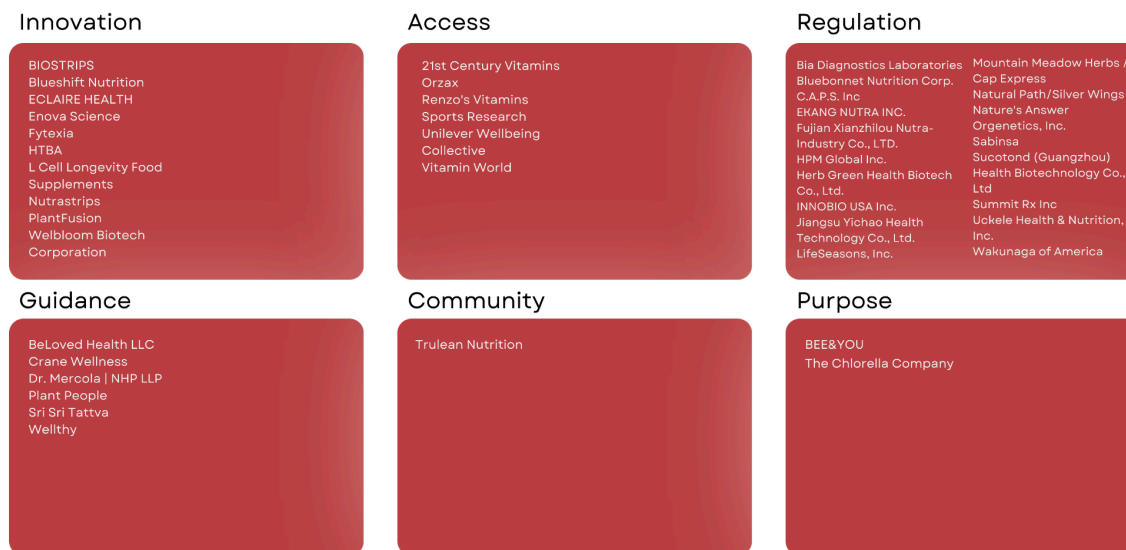 Innovation
BIOSTRIPS
Blueshift Nutrition
ECLAIRE HEALTH
Enova Science
Fytexia
HTBA
L Cell Longevity Food
Supplements
Nutrastrips
PlantFusion
Welbloom Biotech
Corporation
Access
21st Century Vitamins
Orzax
Renzo's Vitamins
Sports Research
Unilever Wellbeing
Collective
Vitamin World
Regulation
Bia Diagnostics Laboratories
Bluebonnet Nutrition Corp.
C.A.P.S. Inc
EKANG NUTRA INC.
Fujian Xianzhilou Nutra-
Industry Co., LTD.
HPM Global Inc.
Herb Green Health Biotech
Co., Ltd.
INNOBIO USA Inc.
Jiangsu Yichao Health
Technology Co., Ltd.
LifeSeasons, Inc.
Mountain Meadow Herbs /
Cap Express
Natural Path/Silver Wings
Nature's Answer
Orgenetics, Inc.
Sabinsa
Sucotond (Guangzhou)
Health Biotechnology Co.,
Ltd
Summit Rx Inc
Uckele Health & Nutrition,
Inc.
Wakunaga of America
Guidance
BeLoved Health LLC
Crane Wellness
Dr. Mercola | NHP LLP
Plant People
Sri Sri Tattva
Wellthy
Community
Trulean Nutrition
Purpose
BEE&YOU
The Chlorella Company